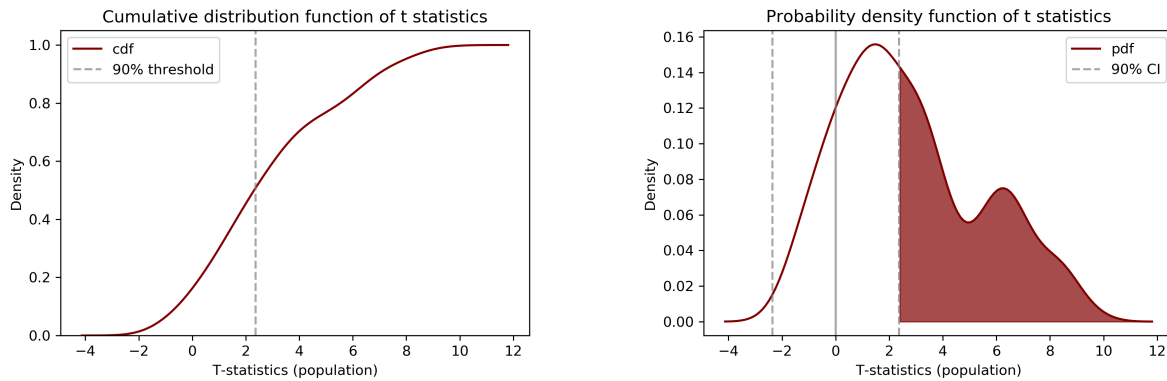 Cumulative distribution function of t statistics
1.0
0.8
0.6
0.4
0.2
0.0
Density
cdf
90% threshold
−4 −2 0 2 4 6 8 10 12
T-statistics (population)
Probability density function of t statistics
0.16
0.14
0.12
0.10
0.08
0.06
0.04
0.02
0.00
Density
pdf
90% CI
−4 −2 0 2 4 6 8 10 12
T-statistics (population)